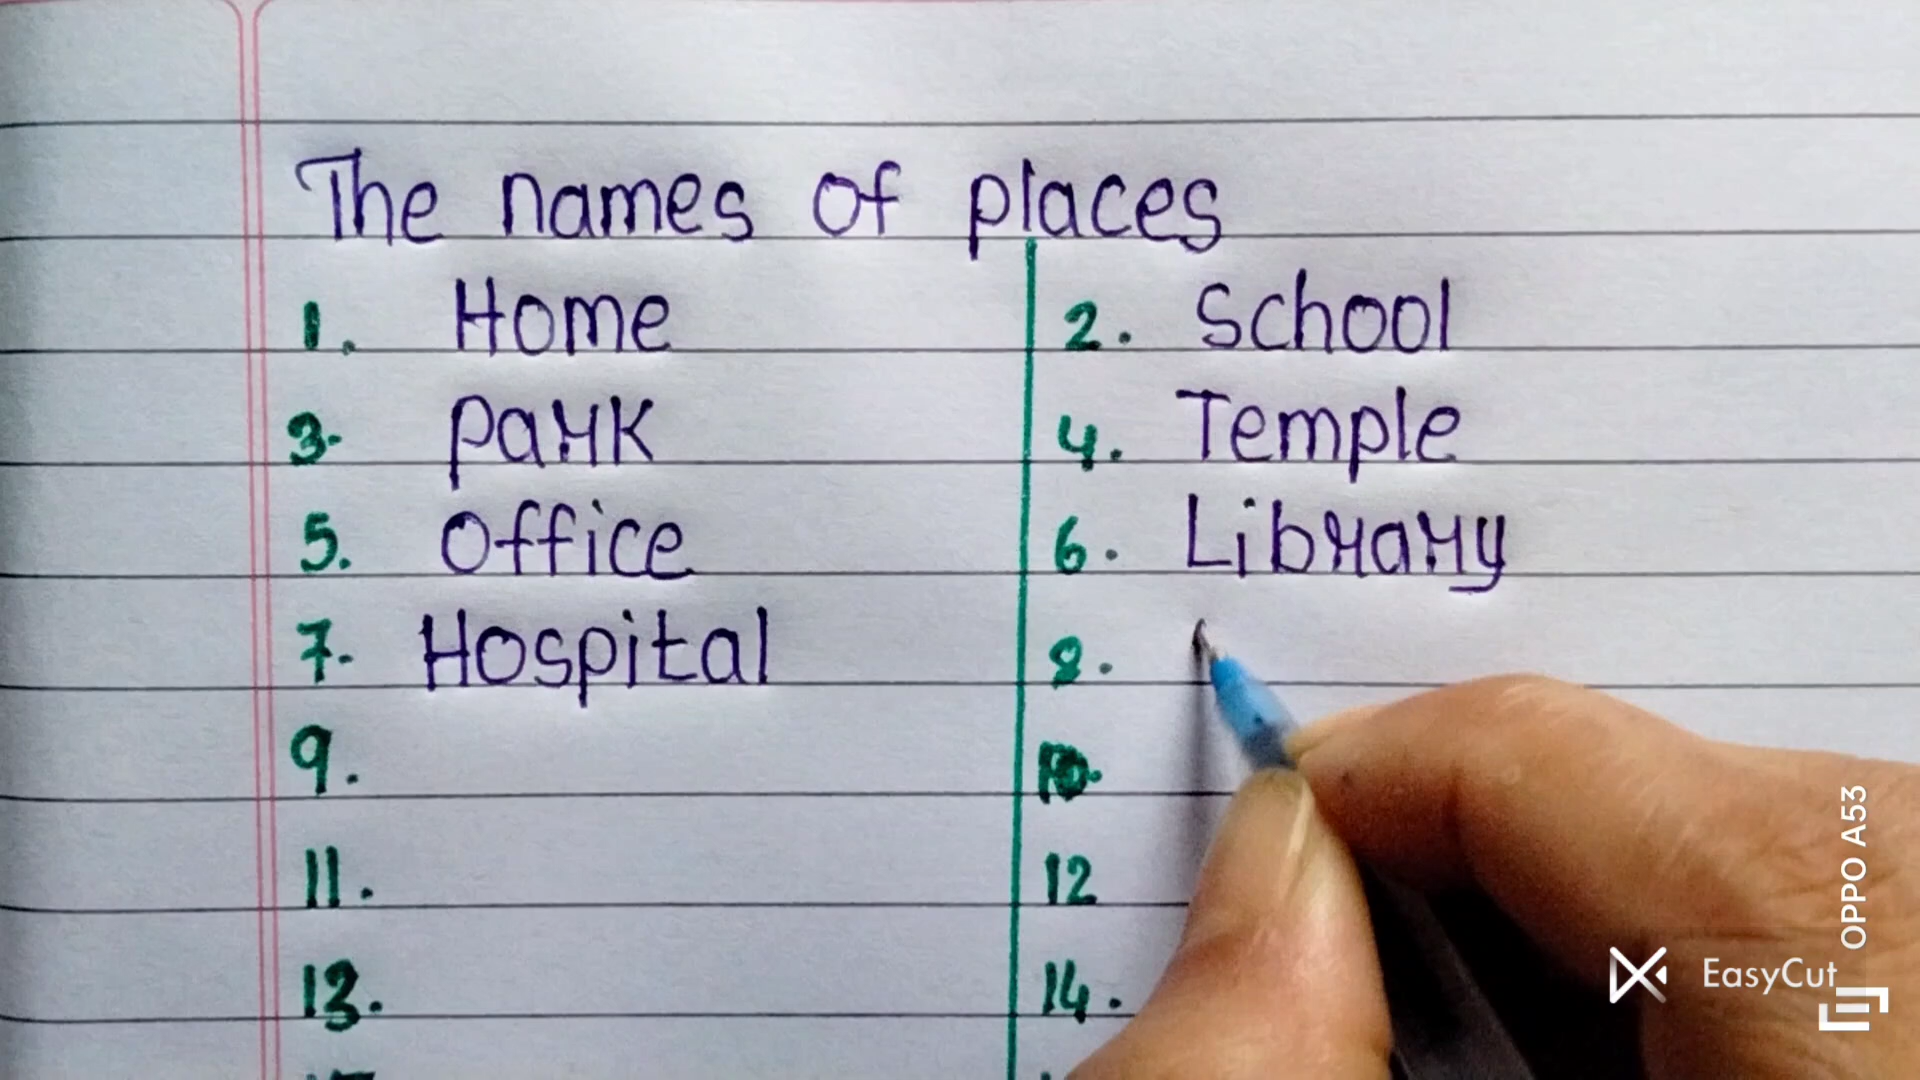 The names of places
1. Home 2. School
3. Park 4. Temple
5. Office 6. Library
7. Hospital 8.
9. 10.
11. 12
13. 14.
OPPO A53
EasyCut